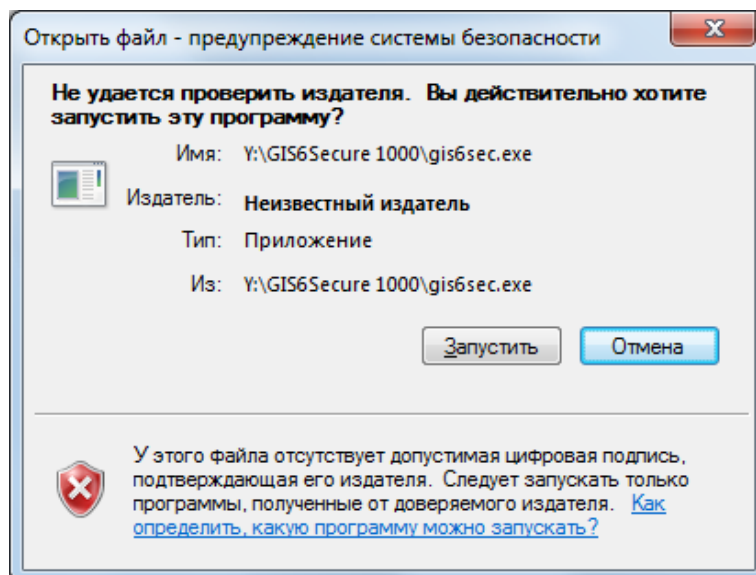 Открыть файл - предупреждение системы безопасности
Не удается проверить издателя. Вы действительно хотите
запустить эту программу?
Имя: Y:\GIS6Secure 1000\gis6sec.exe
Издатель: Неизвестный издатель
Тип: Приложение
Из: Y:\GIS6Secure 1000\gis6sec.exe
Запустить Отмена
У этого файла отсутствует допустимая цифровая подпись,
подтверждающая его издателя. Следует запускать только
программы, полученные от доверяемого издателя. Как
определить, какую программу можно запускать?